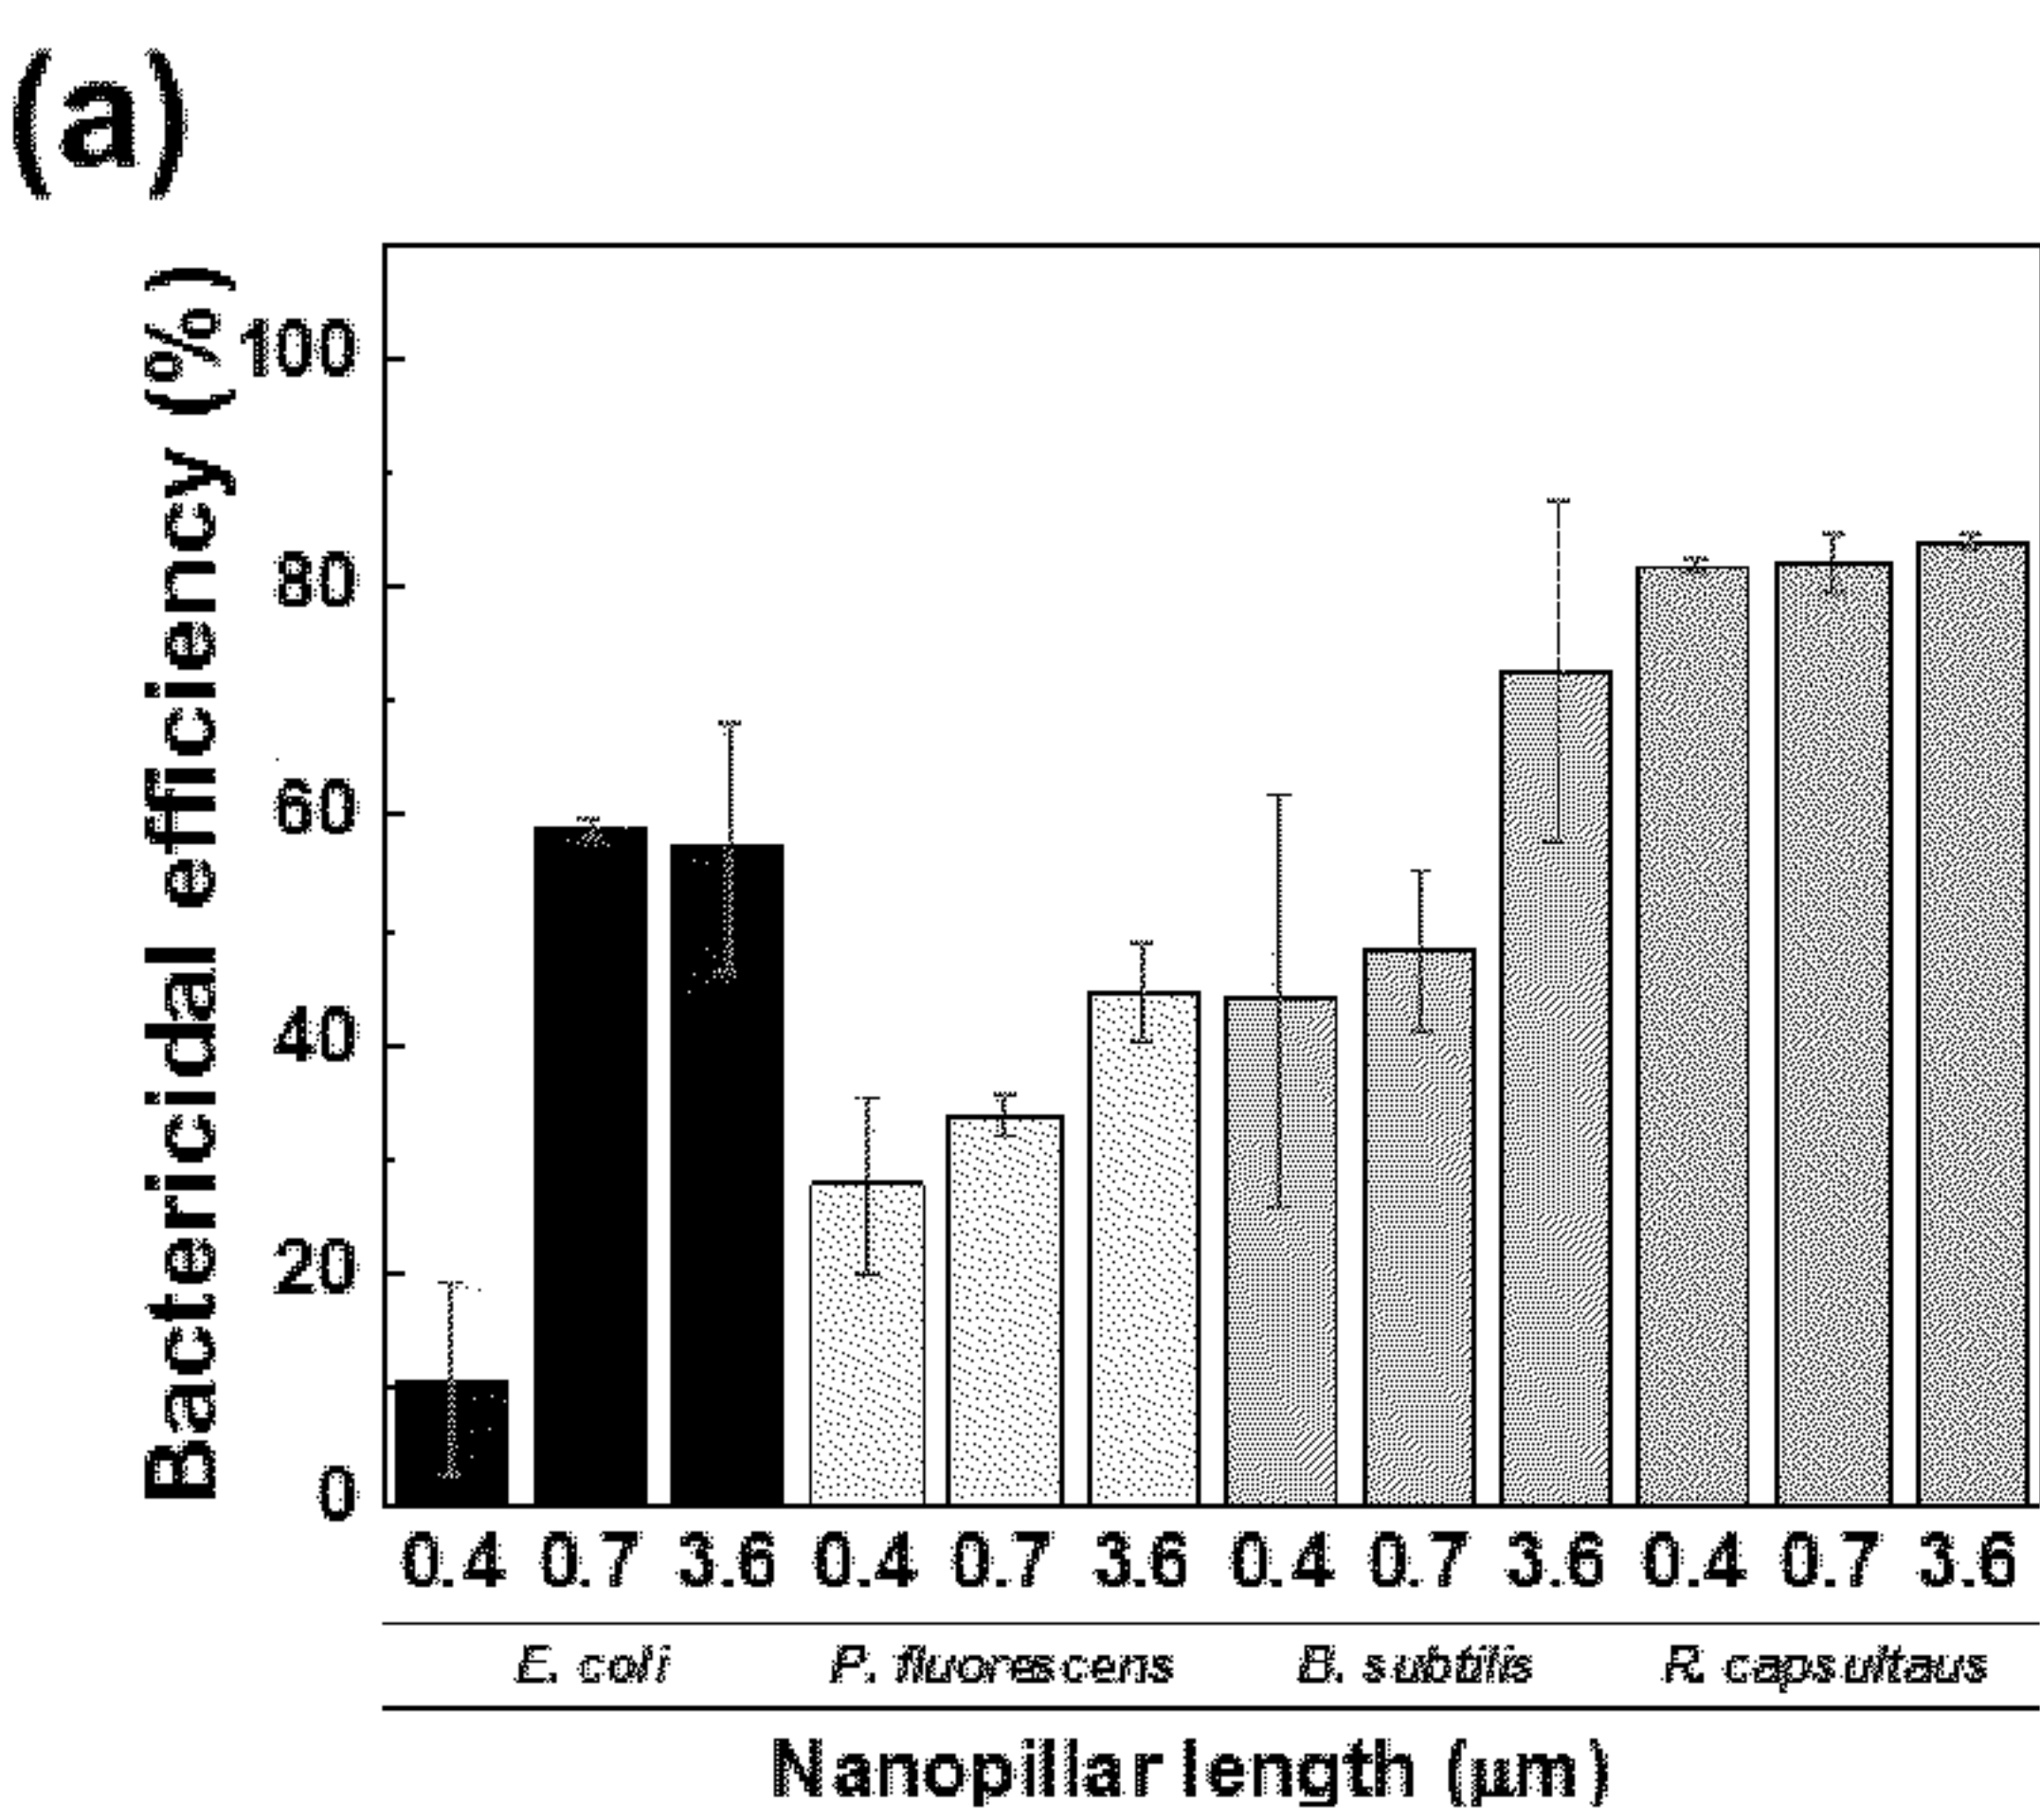 (a)
Bactericidal efficiency (%)
100
80
60
40
20
0
0.4 0.7 3.6 0.4 0.7 3.6 0.4 0.7 3.6 0.4 0.7 3.6
E. coli P. fluorescens B. subtilis R. capsultaus
Nanopillar length (μm)